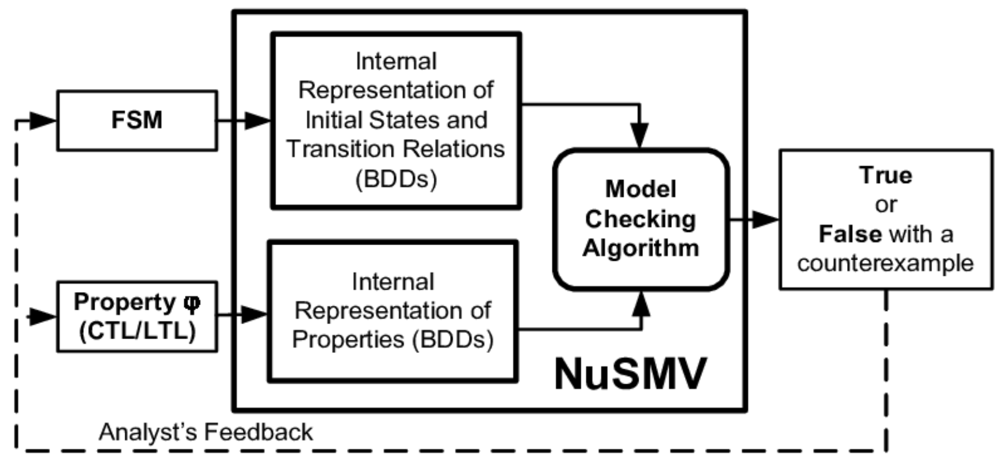 FSM
Internal
Representation of
Initial States and
Transition Relations
(BDDs)
Model
Checking
Algorithm
True
or
False with a
counterexample
Property φ
(CTL/LTL)
Internal
Representation of
Properties (BDDs)
NuSMV
Analyst’s Feedback